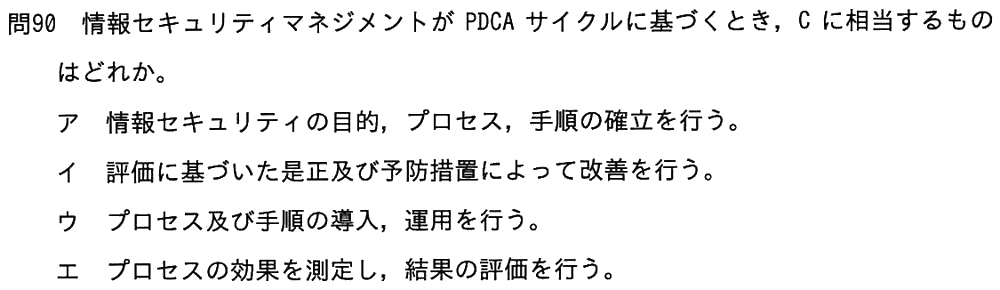 問90 情報セキュリティマネジメントが PDCA サイクルに基づくとき，C に相当するもの
はどれか。
ア 情報セキュリティの目的，プロセス，手順の確立を行う。
イ 評価に基づいた是正及び予防措置によって改善を行う。
ウ プロセス及び手順の導入，運用を行う。
エ プロセスの効果を測定し，結果の評価を行う。